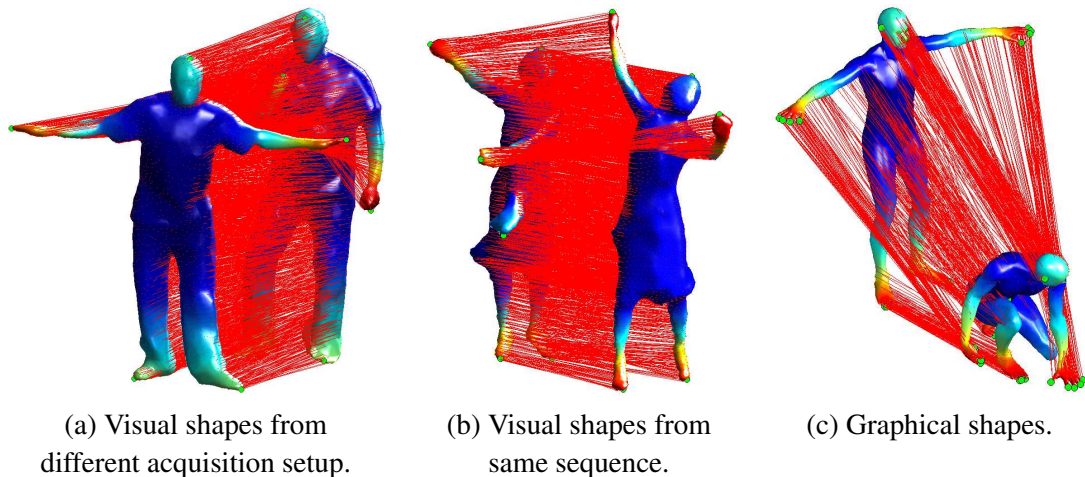 (a) Visual shapes from
different acquisition setup.
(b) Visual shapes from
same sequence.
(c) Graphical shapes.